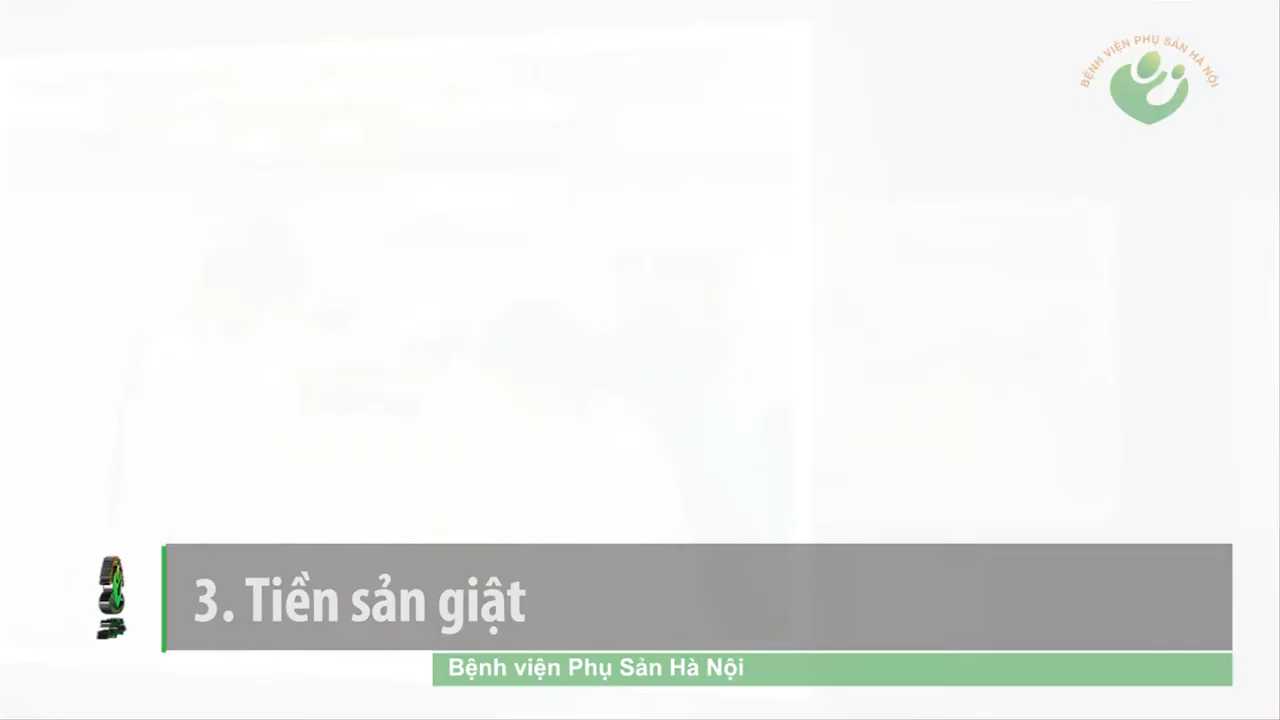 BỆNH VIỆN PHỤ SẢN HÀ NỘI
3. Tiền sản giật
Bệnh viện Phụ Sản Hà Nội